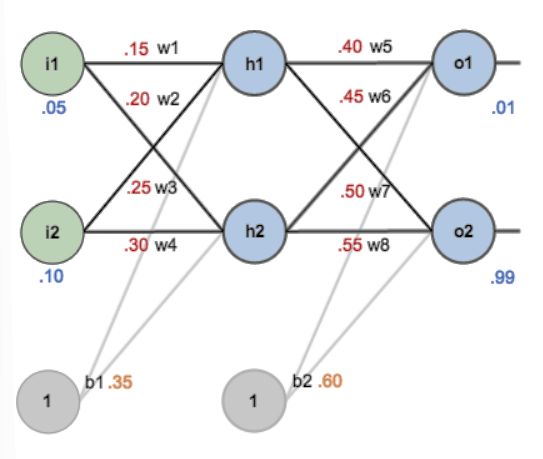 .15 w1
.40 w5
i1
h1
o1
.20 w2
.45 w6
.05
.01
.25 w3
.50 w7
i2
h2
o2
.30 w4
.55 w8
.10
.99
b1 .35
b2 .60
1
1